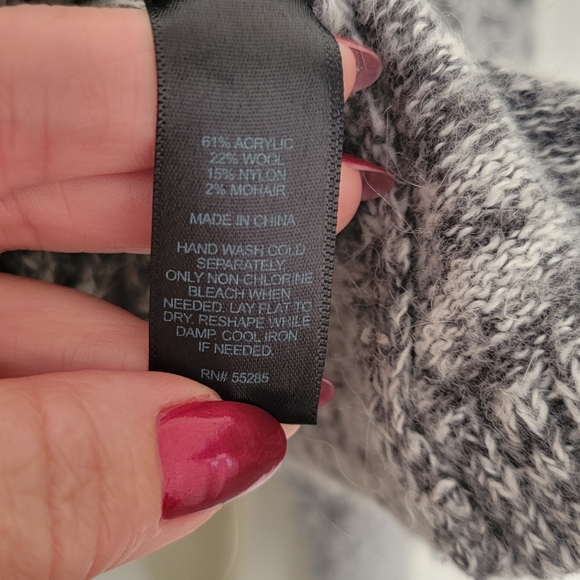 61% ACRYLIC
22% WOOL
15% NYLON
2% MOHAIR
MADE IN CHINA
HAND WASH COLD
SEPARATELY
ONLY NON CHLORINE
BLEACH WHEN
NEEDED. LAY FLAT TO
DRY. RESHAPE WHILE
DAMP. COOL IRON
IF NEEDED.
RN# 55285